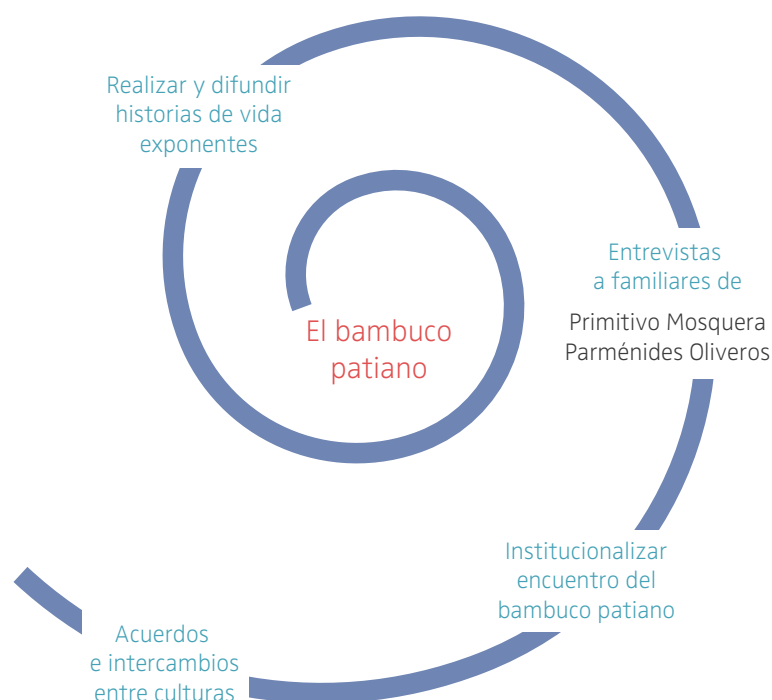 Realizar y difundir
historias de vida
exponentes
Entrevistas
a familiares de
Primitivo Mosquera
Parménides Oliveros
El bambuco
patiano
Institucionalizar
encuentro del
bambuco patiano
Acuerdos
e intercambios
entre culturas